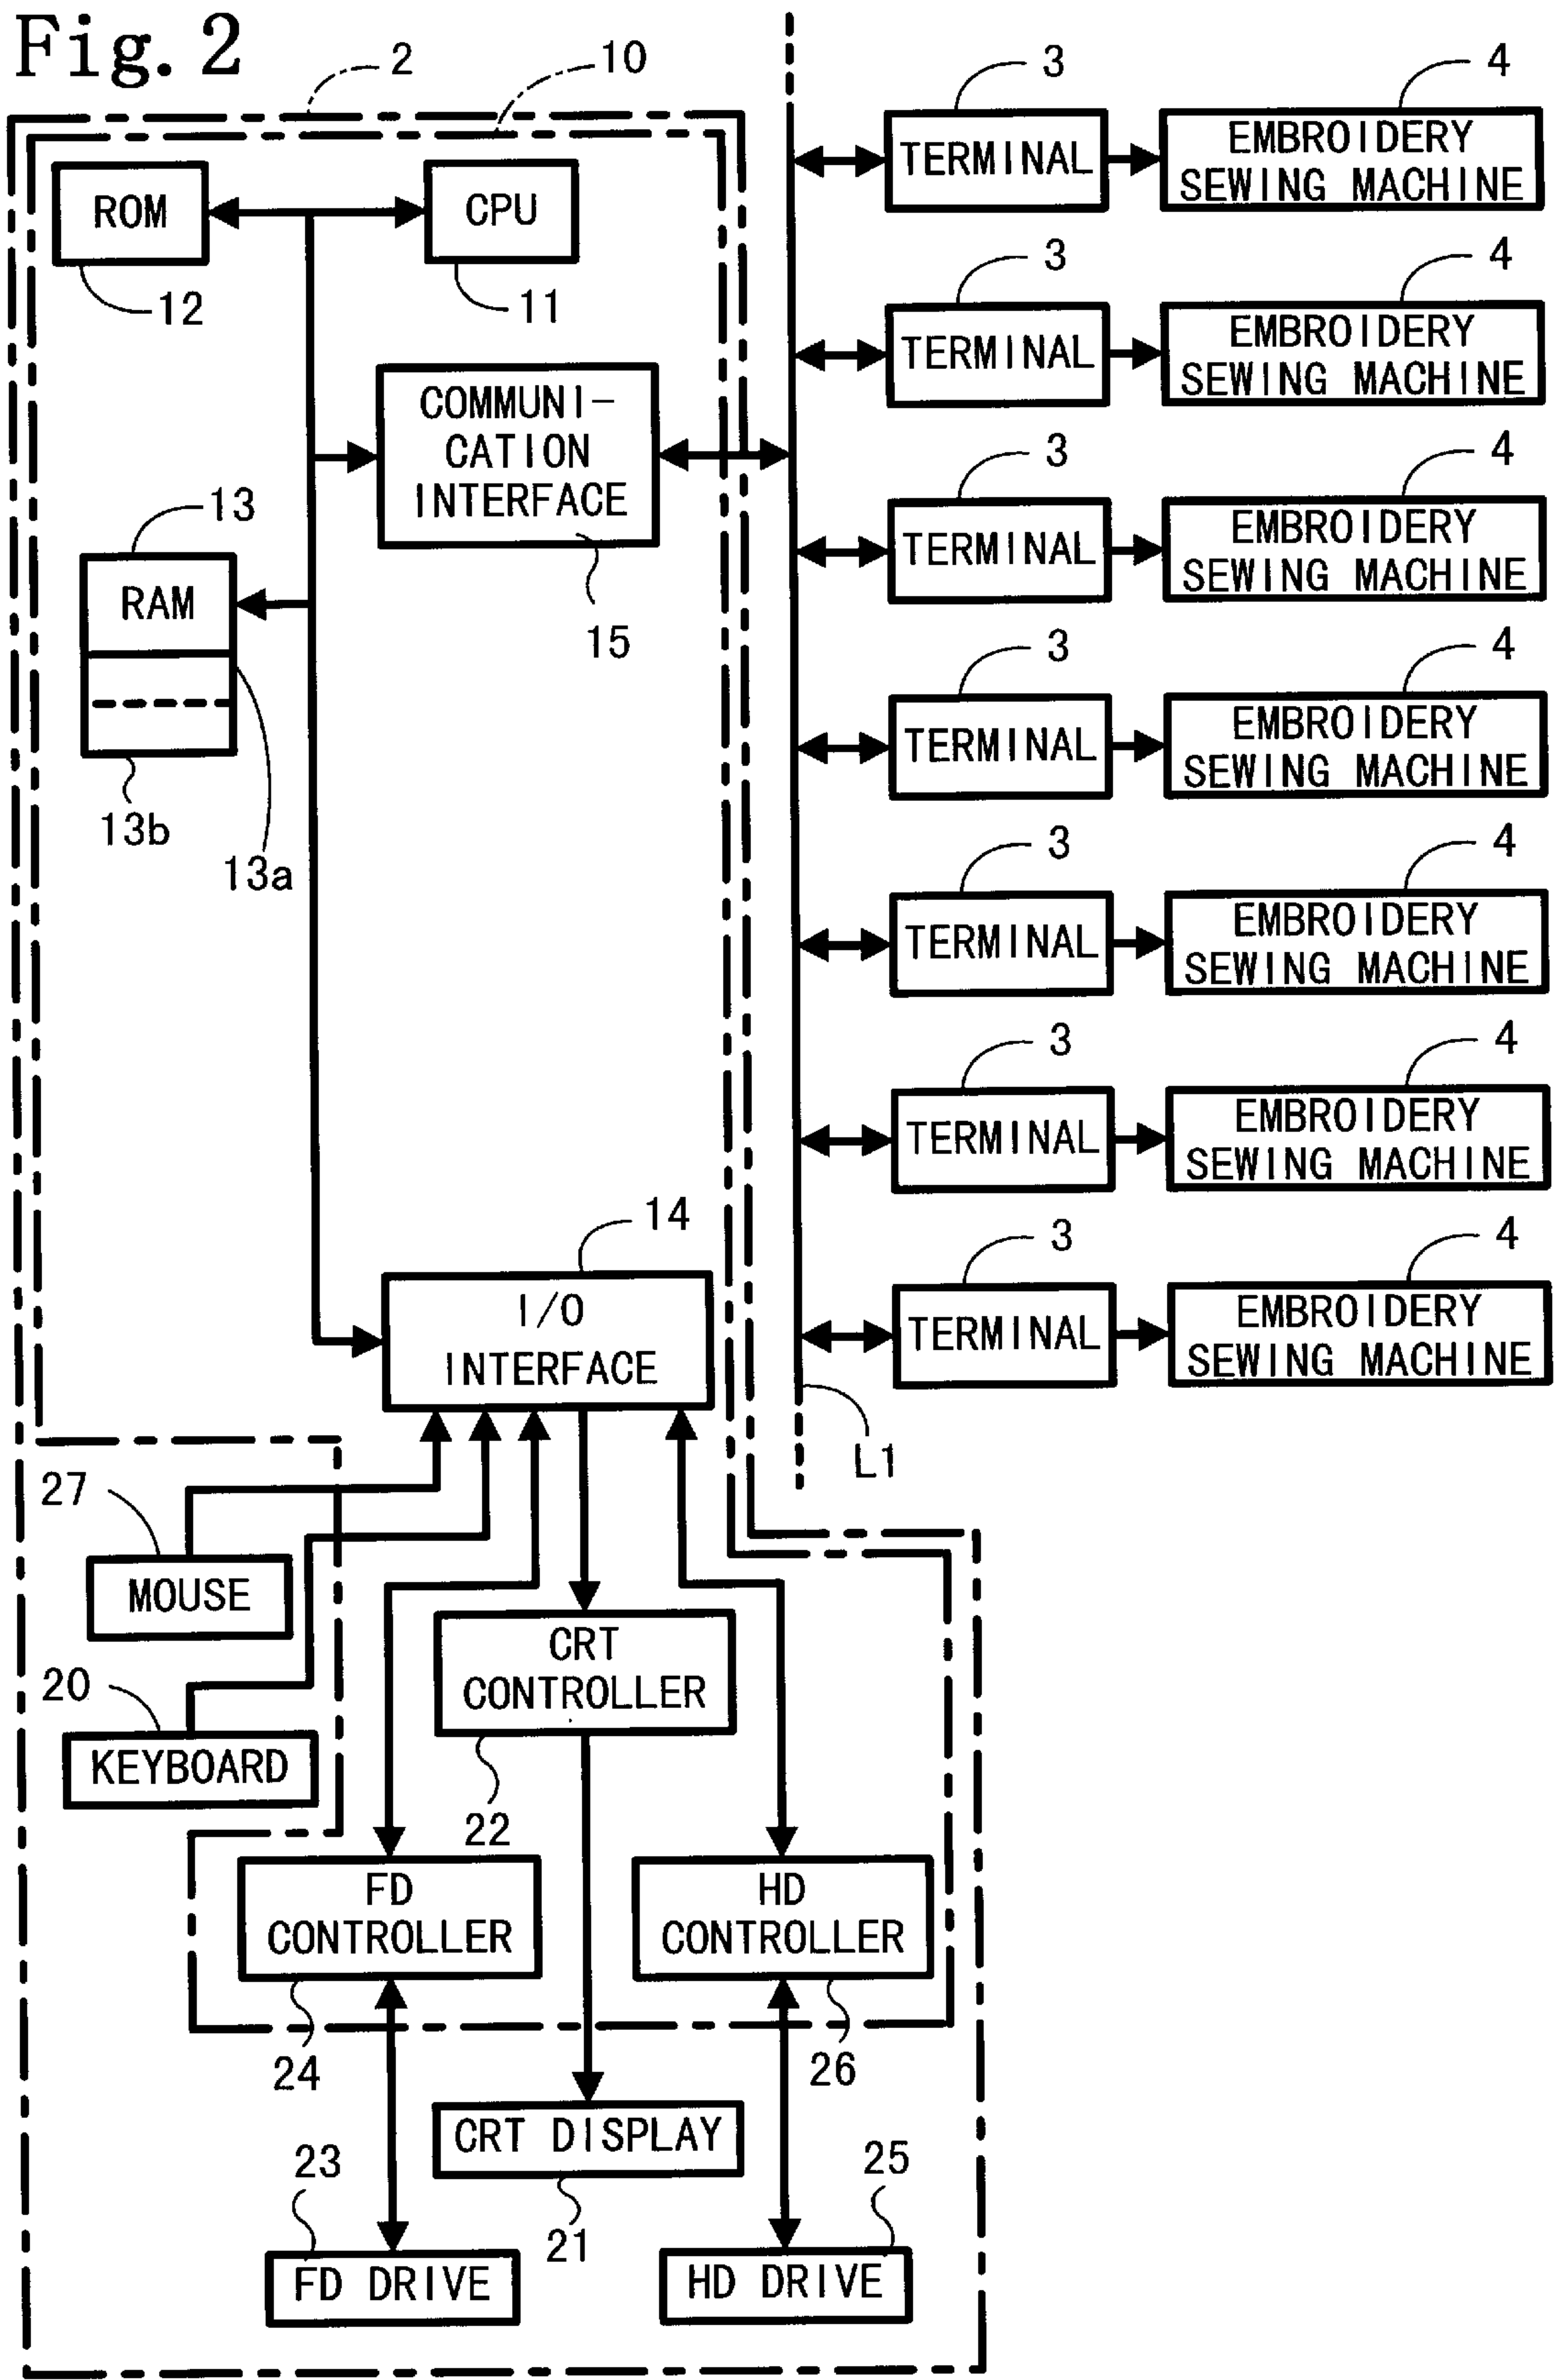 Fig. 2
2
10
ROM
CPU
12
11
COMMUNI-
CATION
INTERFACE
15
13
RAM
13b
13a
14
I/O
INTERFACE
27
MOUSE
20
KEYBOARD
CRT
CONTROLLER
22
FD
CONTROLLER
24
HD
CONTROLLER
26
CRT DISPLAY
21
23
FD DRIVE
25
HD DRIVE
3
TERMINAL
4
EMBROIDERY
SEWING MACHINE
3
TERMINAL
4
EMBROIDERY
SEWING MACHINE
3
TERMINAL
4
EMBROIDERY
SEWING MACHINE
3
TERMINAL
4
EMBROIDERY
SEWING MACHINE
3
TERMINAL
4
EMBROIDERY
SEWING MACHINE
3
TERMINAL
4
EMBROIDERY
SEWING MACHINE
3
TERMINAL
4
EMBROIDERY
SEWING MACHINE
L1